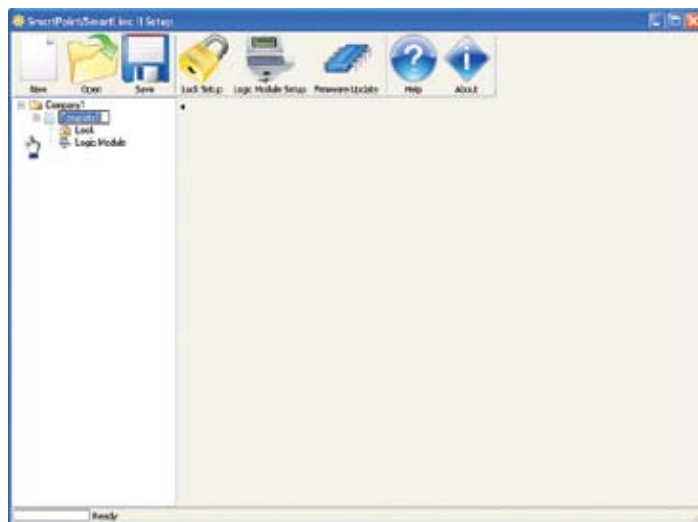 SmartPoint/SmartLinc II Setup
New Open Save Lock Setup Logic Module Setup Firmware Update Help About
Company1
Lock
Logic Module
Ready